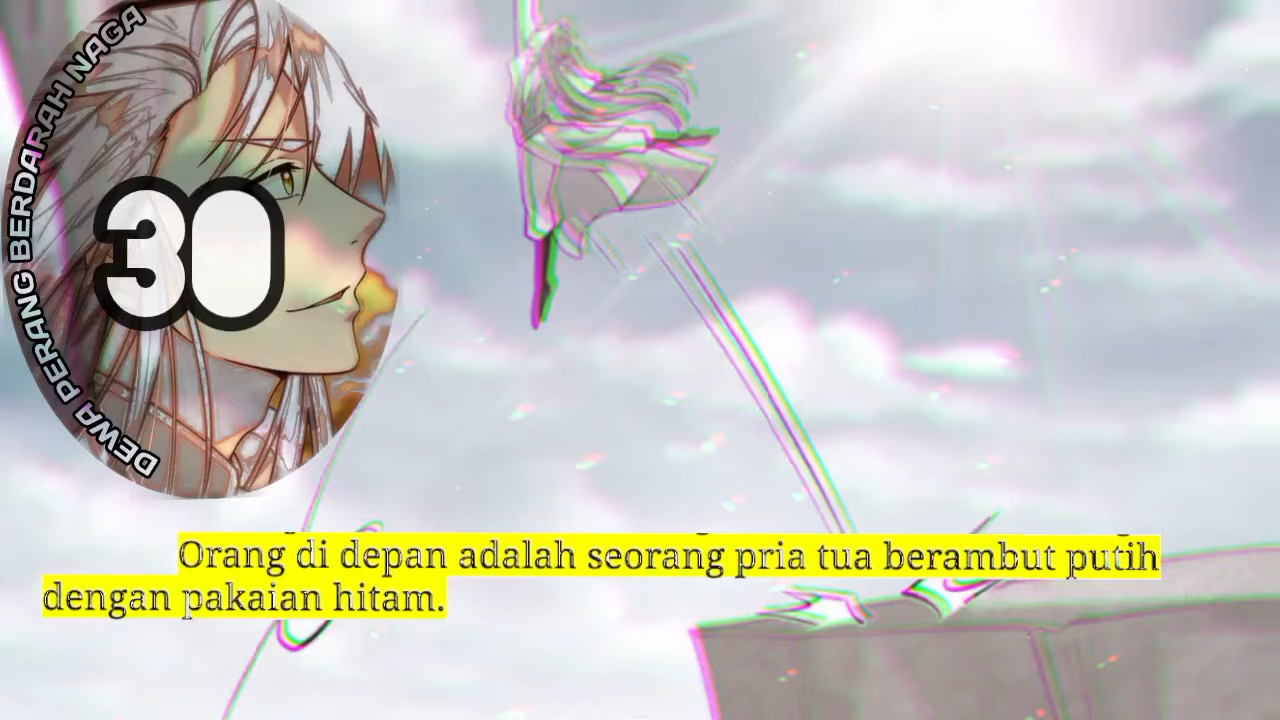 DEWA PERANG BERDARAH NAGA
30
Orang di depan adalah seorang pria tua berambut putih
dengan pakaian hitam.